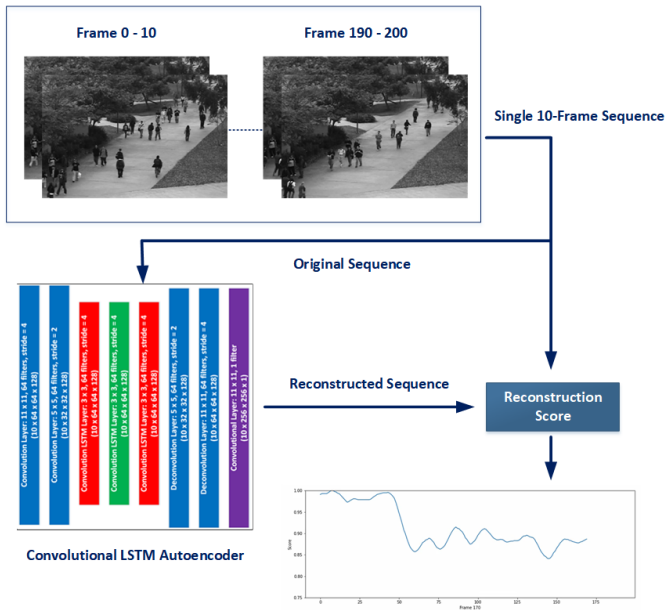 Frame 0 - 10
Frame 190 - 200
Single 10-Frame Sequence
Original Sequence
Convolution Layer: 11 x 11, 64 filters, stride = 4
(10 x 64 x 64 x 128)
Convolution Layer: 5 x 5, 64 filters, stride = 2
(10 x 32 x 32 x 128)
Convolution LSTM Layer: 3 x 3, 64 filters, stride = 4
(10 x 64 x 64 x 128)
Convolution LSTM Layer: 3 x 3, 64 filters, stride = 4
(10 x 64 x 64 x 128)
Convolution LSTM Layer: 3 x 3, 64 filters, stride = 4
(10 x 64 x 64 x 128)
Deconvolution Layer: 5 x 5, 64 filters, stride = 2
(10 x 32 x 32 x 128)
Deconvolution Layer: 11 x 11, 64 filters, stride = 4
(10 x 64 x 64 x 128)
Convolutional Layer: 11 x 11, 1 filter
(10 x 256 x 256 x 1)
Reconstructed Sequence
Reconstruction
Score
Convolutional LSTM Autoencoder
1.00
0.95
0.90
0.85
0.80
0.75
Score
0 25 50 75 100 125 150 175
Frame 170